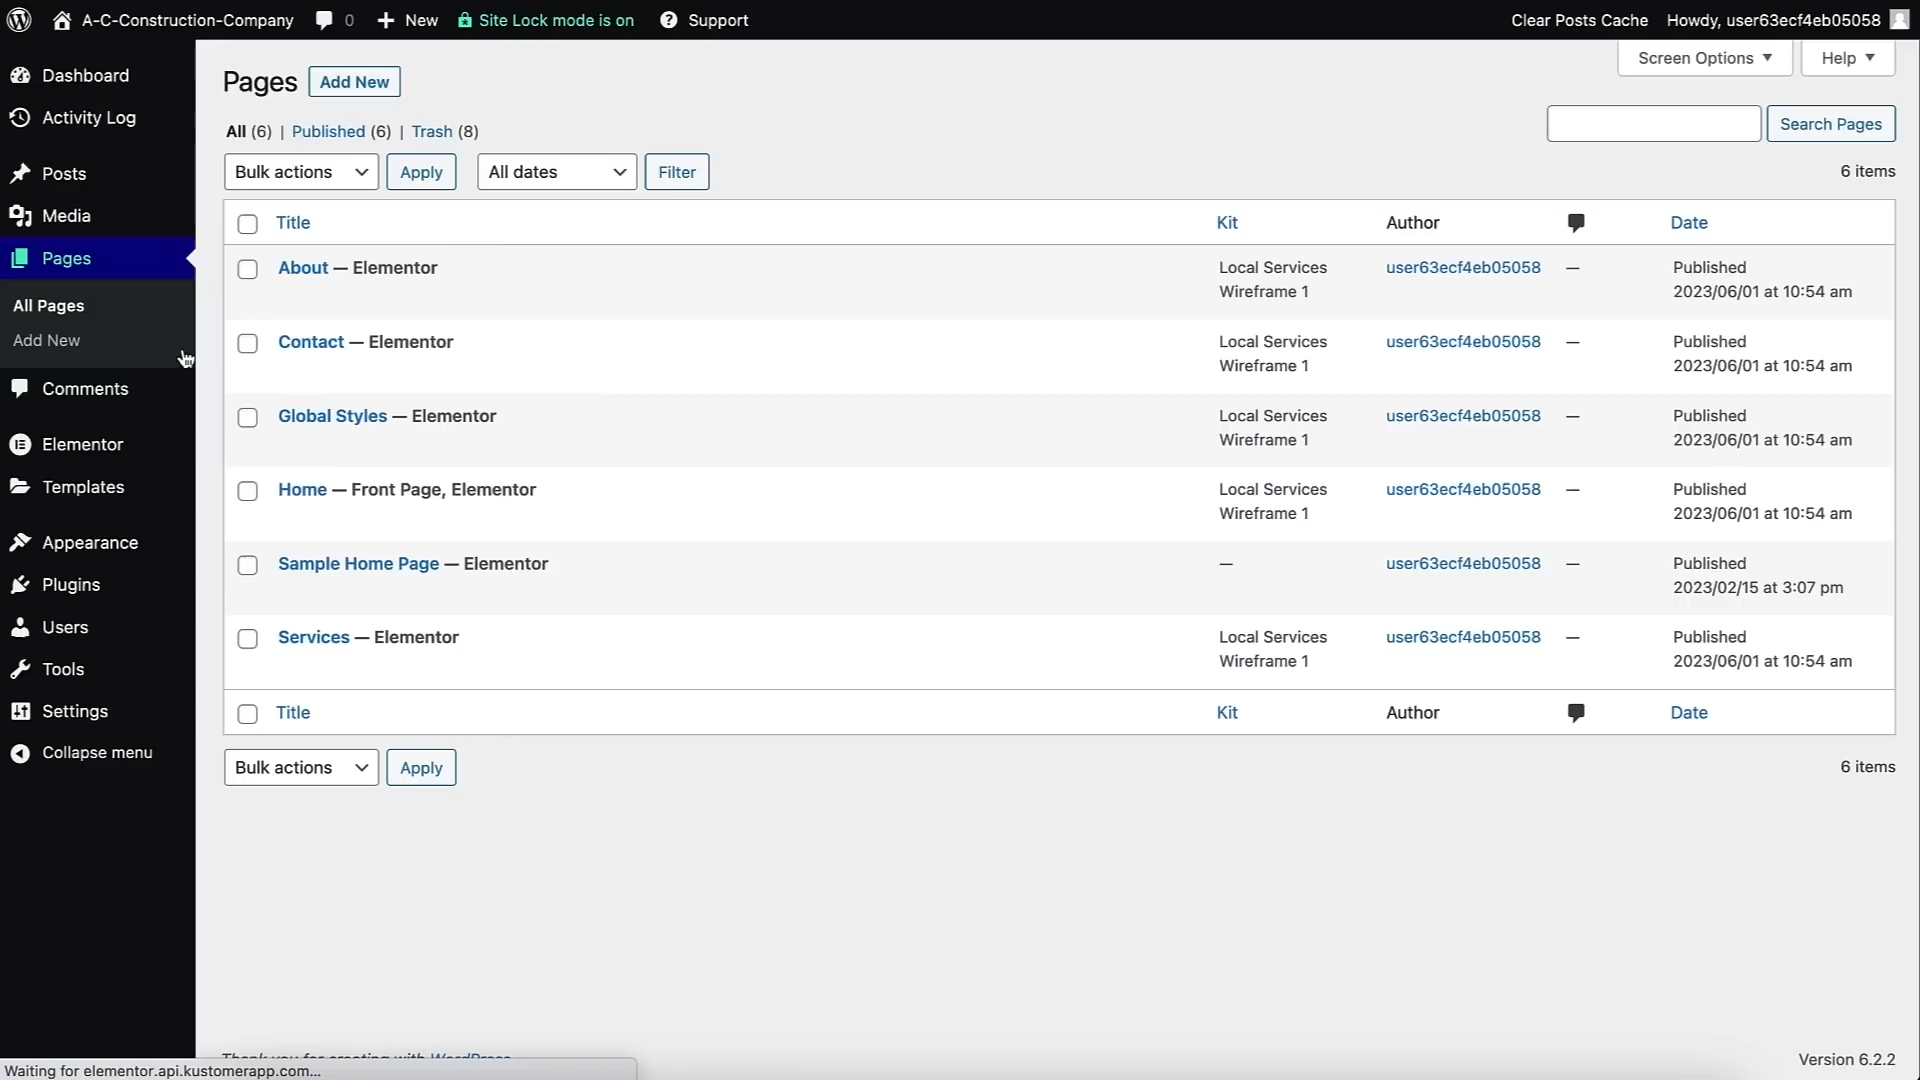 A-C-Construction-Company 0 New Site Lock mode is on Support Clear Posts Cache Howdy, user63ecf4eb05058
Dashboard
Activity Log
Posts
Media
Pages
All Pages
Add New
Comments
Elementor
Templates
Appearance
Plugins
Users
Tools
Settings
Collapse menu
Screen Options Help
Pages Add New
All (6) | Published (6) | Trash (8)
Search Pages
Bulk actions Apply All dates Filter 6 items
Title Kit Author Date
About — Elementor Local Services user63ecf4eb05058 — Published
Wireframe 1 2023/06/01 at 10:54 am
Contact — Elementor Local Services user63ecf4eb05058 — Published
Wireframe 1 2023/06/01 at 10:54 am
Global Styles — Elementor Local Services user63ecf4eb05058 — Published
Wireframe 1 2023/06/01 at 10:54 am
Home — Front Page, Elementor Local Services user63ecf4eb05058 — Published
Wireframe 1 2023/06/01 at 10:54 am
Sample Home Page — Elementor — user63ecf4eb05058 — Published
2023/02/15 at 3:07 pm
Services — Elementor Local Services user63ecf4eb05058 — Published
Wireframe 1 2023/06/01 at 10:54 am
Title Kit Author Date
Bulk actions Apply 6 items
Thank you for creating with WordPress Version 6.2.2
Waiting for elementor.api.kustomerapp.com...